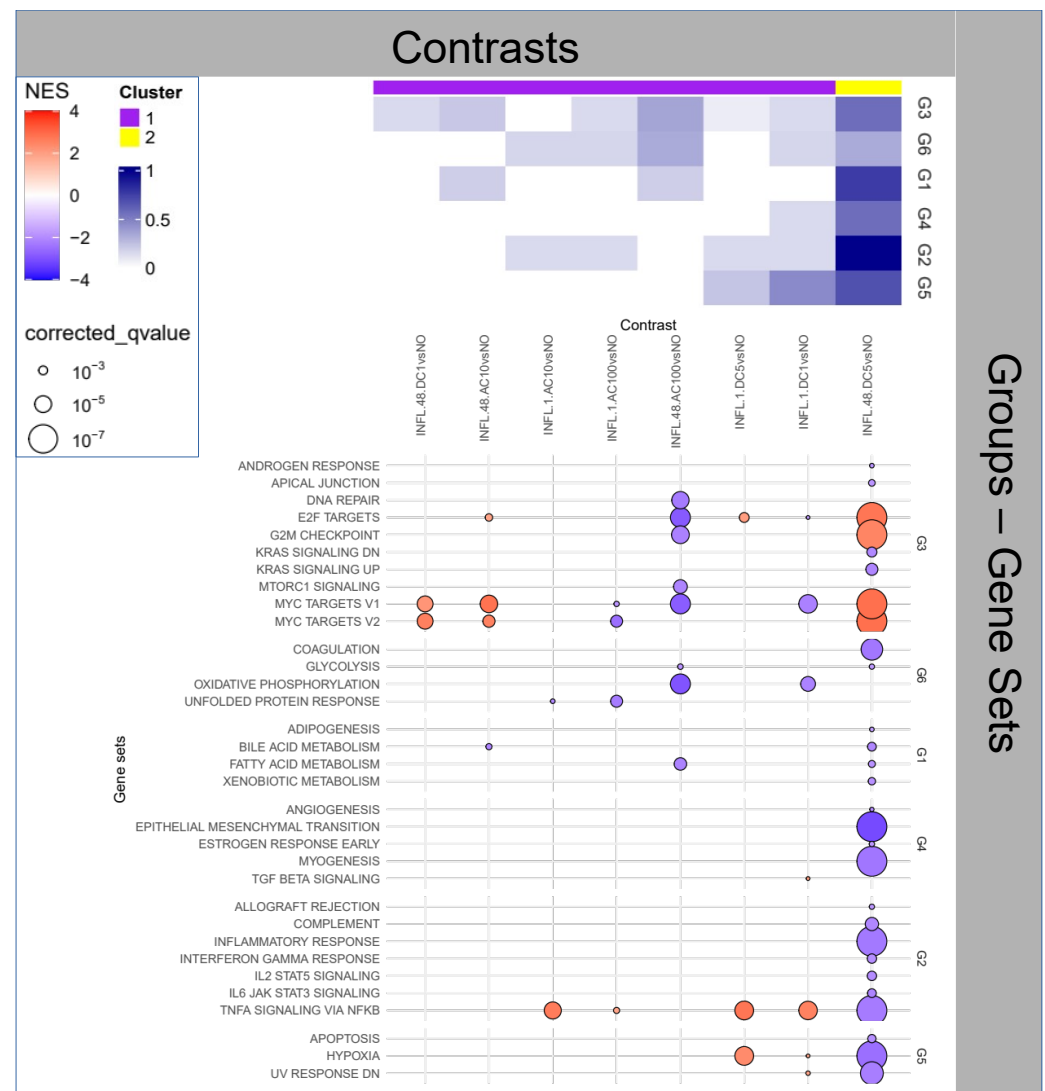 Contrasts
Groups – Gene Sets
NES
4
2
0
−2
−4
Cluster
1
2
1
0.5
0
corrected_qvalue
10−3
10−5
10−7
G3
G6
G1
G4
G2
G5
Contrast
INFL.48.DC1vsNO
INFL.48.AC10vsNO
INFL.1.AC10vsNO
INFL.1.AC100vsNO
INFL.48.AC100vsNO
INFL.1.DC5vsNO
INFL.1.DC1vsNO
INFL.48.DC5vsNO
Gene sets
ANDROGEN RESPONSE
APICAL JUNCTION
DNA REPAIR
E2F TARGETS
G2M CHECKPOINT
KRAS SIGNALING DN
KRAS SIGNALING UP
MTORC1 SIGNALING
MYC TARGETS V1
MYC TARGETS V2
G3
COAGULATION
GLYCOLYSIS
OXIDATIVE PHOSPHORYLATION
UNFOLDED PROTEIN RESPONSE
G6
ADIPOGENESIS
BILE ACID METABOLISM
FATTY ACID METABOLISM
XENOBIOTIC METABOLISM
G1
ANGIOGENESIS
EPITHELIAL MESENCHYMAL TRANSITION
ESTROGEN RESPONSE EARLY
MYOGENESIS
TGF BETA SIGNALING
G4
ALLOGRAFT REJECTION
COMPLEMENT
INFLAMMATORY RESPONSE
INTERFERON GAMMA RESPONSE
IL2 STAT5 SIGNALING
IL6 JAK STAT3 SIGNALING
TNFA SIGNALING VIA NFKB
G2
APOPTOSIS
HYPOXIA
UV RESPONSE DN
G5